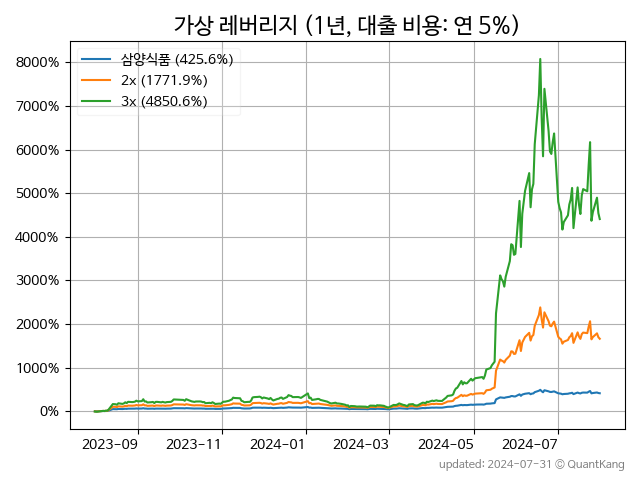 가상 레버리지 (1년, 대출 비용: 연 5%)
삼양식품 (425.6%)
2x (1771.9%)
3x (4850.6%)
8000%
7000%
6000%
5000%
4000%
3000%
2000%
1000%
0%
2023-09 2023-11 2024-01 2024-03 2024-05 2024-07
updated: 2024-07-31 © QuantKang